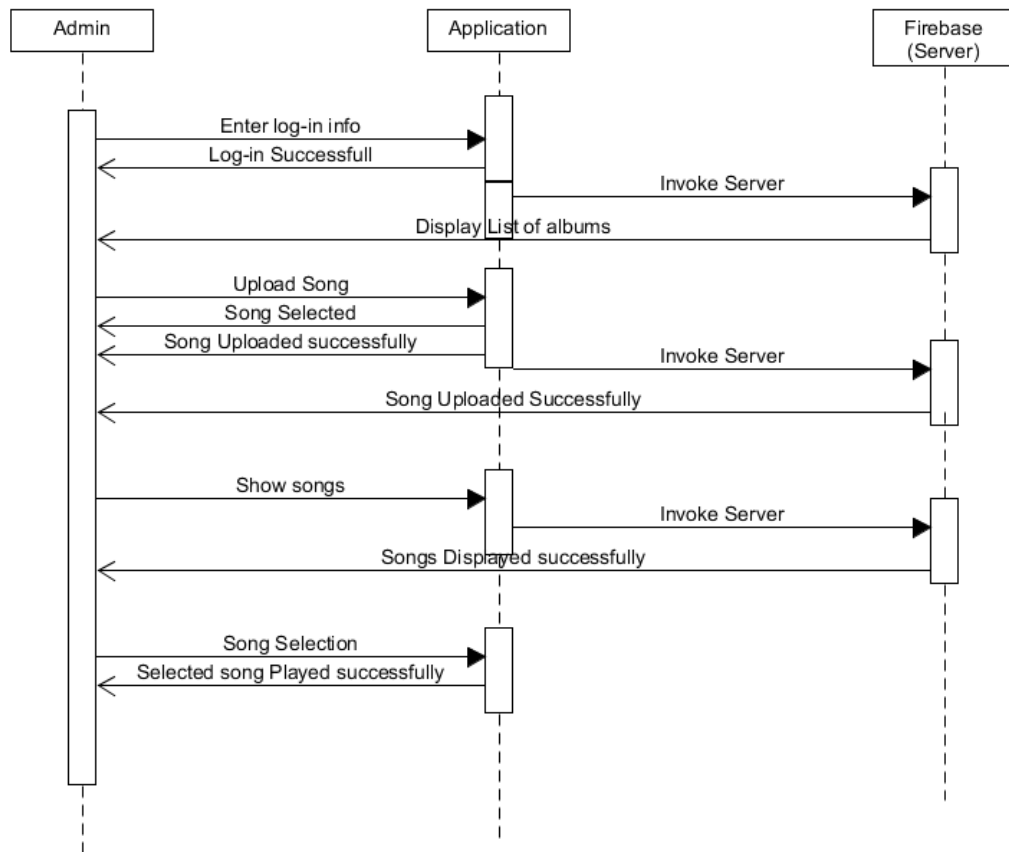 Admin
Application
Firebase
(Server)
Enter log-in info
Log-in Successfull
Invoke Server
Display List of albums
Upload Song
Song Selected
Song Uploaded successfully
Invoke Server
Song Uploaded Successfully
Show songs
Invoke Server
Songs Displayed successfully
Song Selection
Selected song Played successfully